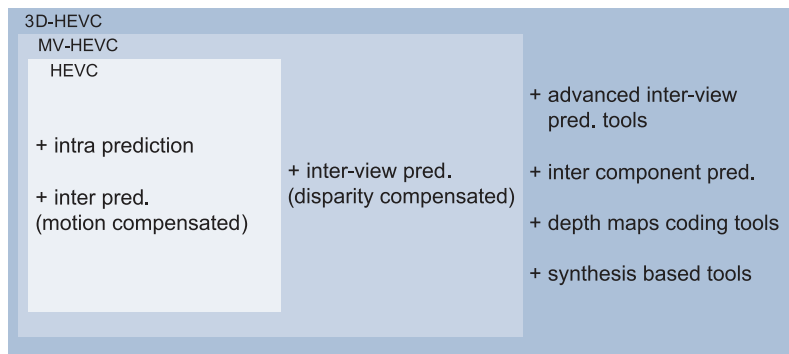 3D-HEVC
MV-HEVC
HEVC
+ intra prediction
+ inter pred.
(motion compensated)
+ inter-view pred.
(disparity compensated)
+ advanced inter-view
pred. tools
+ inter component pred.
+ depth maps coding tools
+ synthesis based tools